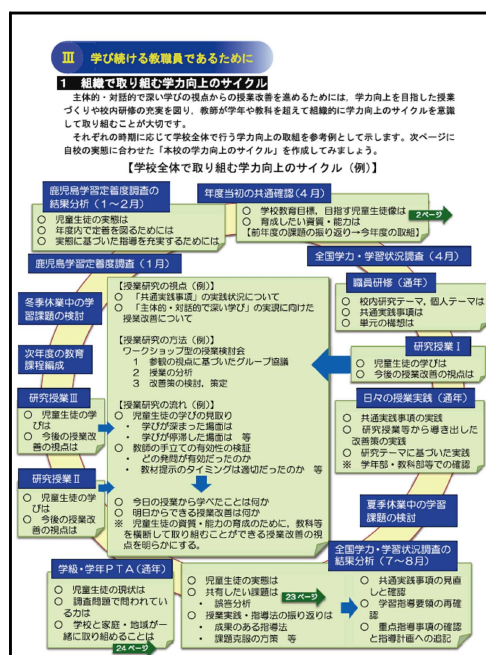 Ⅲ 学び続ける教職員であるために
1 組織で取り組む学力向上のサイクル
主体的・対話的で深い学びの視点からの授業改善を進めるためには，学力向上を目指した授業
づくりや校内研修の充実を図り，教師が学年や教科を超えて組織的に学力向上のサイクルを意識
して取り組むことが大切です。
それぞれの時期に応じて学校全体で行う学力向上の取組を参考例として示します。次ページに
自校の実態に合わせた「本校の学力向上のサイクル」を作成してみましょう。
【学校全体で取り組む学力向上のサイクル（例）】
鹿児島学習定着度調査の
結果分析（1～2月）
○ 児童生徒の実態は
○ 年度内で定着を図るためには
○ 実態に基づいた指導を充実するためには
年度当初の共通確認（4月）
○ 学校教育目標，目指す児童生徒像は
○ 育成したい資質・能力は
【前年度の課題の振り返り→今年度の取組】
2ページ
鹿児島学習定着度調査（1月）
全国学力・学習状況調査（4月）
冬季休業中の学
習課題の検討
次年度の教育
課程編成
研究授業Ⅲ
○ 児童生徒の学
びは
○ 今後の授業改
善の視点は
研究授業Ⅱ
○ 児童生徒の学
びは
○ 今後の授業改
善の視点は
【授業研究の視点（例）】
○ 「共通実践事項」の実践状況について
○ 「主体的・対話的で深い学び」の実現に向けた
授業改善について
【授業研究の方法（例）】
ワークショップ型の授業検討会
1 参観の視点に基づいたグループ協議
2 授業の分析
3 改善策の検討，策定
【授業研究の流れ（例）】
○ 児童生徒の学びの見取り
・ 学びが深まった場面は
・ 学びが停滞した場面は 等
○ 教師の手立ての有効性の検証
・ どの発問が有効だったのか
・ 教材提示のタイミングは適切だったのか 等
○ 今日の授業から学べたことは何か
○ 明日からできる授業改善は何か
※ 児童生徒の資質・能力の育成のために，教科等
を横断して取り組むことができる授業改善の視
点を明らかにする。
職員研修（通年）
○ 校内研究テーマ，個人テーマは
○ 共通実践事項は
○ 単元の構想は
研究授業Ⅰ
○ 児童生徒の学びは
○ 今後の授業改善の視点は
日々の授業実践（通年）
○ 共通実践事項の実践
○ 研究授業等から導き出した
改善策の実践
○ 研究テーマに基づいた実践
※ 学年部・教科部等での確認
夏季休業中の学習
課題の検討
学級・学年ＰＴＡ（通年）
○ 児童生徒の現状は
○ 調査問題で問われてい
る力は
○ 学校と家庭・地域が一
緒に取り組めることは
24ページ
全国学力・学習状況調査の
結果分析（7～8月）
○ 児童生徒の実態は
○ 共有したい課題は
・ 誤答分析
23ページ
○ 授業実践・指導法の振り返りは
・ 成果のある指導法
・ 課題克服の方策 等
○ 共通実践事項の見直
しと確認
○ 学習指導要領の再確
認
○ 重点指導事項の確認
と指導計画への追記